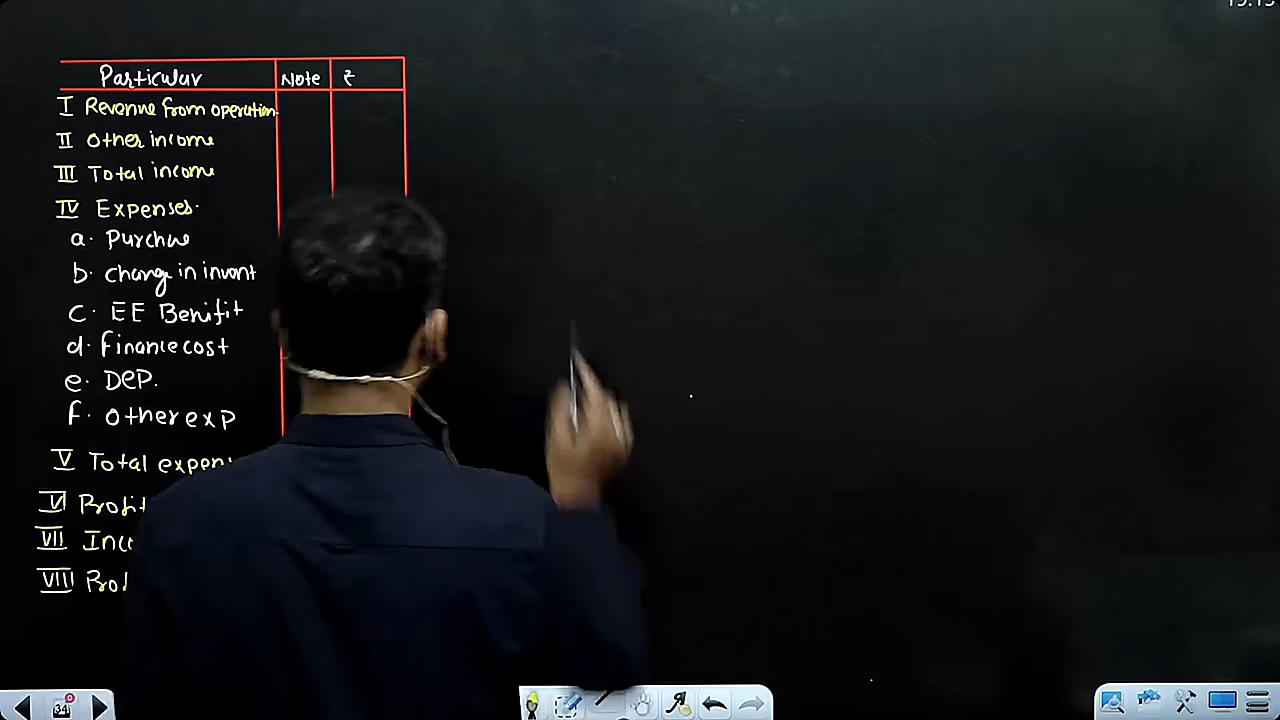 Particular Note ₹
I Revenue from operation
II Other income
III Total income
IV Expenses.
a. Purchase
b. Change in invent
c. EE Benifit
d. Finance cost
e. Dep.
f. Other exp
V Total expen
VI Profit
VII Inc
VIII
34